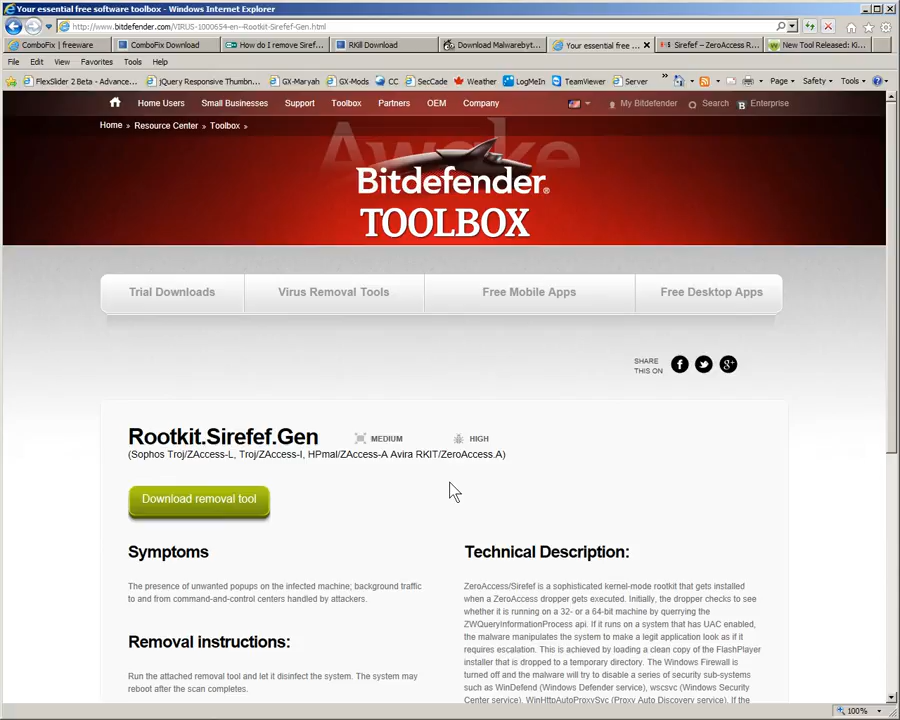 Your essential free software toolbox - Windows Internet Explorer
http://www.bitdefender.com/VIRUS-1000654-en--Rootkit-Sirefef-Gen.html
ComboFix | freeware
ComboFix Download
How do I remove Siref...
RKill Download
Download Malwarebyt...
Your essential free ...
Sirefef – ZeroAccess R...
New Tool Released: Ki...
File Edit View Favorites Tools Help
FlexSlider 2 Beta - Advance...
jQuery Responsive Thumb...
GX-Maryah
GX-Mods
CC
SecCade
Weather
LogMeIn
TeamViewer
Server
Page
Safety
Tools
Home Users Small Businesses Support Toolbox Partners OEM Company
My Bitdefender Search Enterprise
Home » Resource Center » Toolbox »
Awake
Bitdefender®
TOOLBOX
Trial Downloads Virus Removal Tools Free Mobile Apps Free Desktop Apps
SHARE
THIS ON
Rootkit.Sirefef.Gen MEDIUM HIGH
(Sophos Troj/ZAccess-L, Troj/ZAccess-I, HPmal/ZAccess-A Avira RKIT/ZeroAccess.A)
Download removal tool
Symptoms
The presence of unwanted popups on the infected machine; background traffic
to and from command-and-control centers handled by attackers.
Removal instructions:
Run the attached removal tool and let it disinfect the system. The system may
reboot after the scan completes.
Technical Description:
ZeroAccess/Sirefef is a sophisticated kernel-mode rootkit that gets installed
when a ZeroAccess dropper gets executed. Initially, the dropper checks to see
whether it is running on a 32- or a 64-bit machine by querrying the
ZWQueryInformationProcess api. If it runs on a system that has UAC enabled,
the malware manipulates the system to make a legit application look as if it
requires escalation. This is achieved by loading a clean copy of the FlashPlayer
installer that is dropped to a temporary directory. The Windows Firewall is
turned off and the malware will try to disable a series of security sub-systems
such as WinDefend (Windows Defender service), wscsvc (Windows Security
Center service), WinHttpAutoProxySvc (Proxy Auto Discovery service). If the
100%